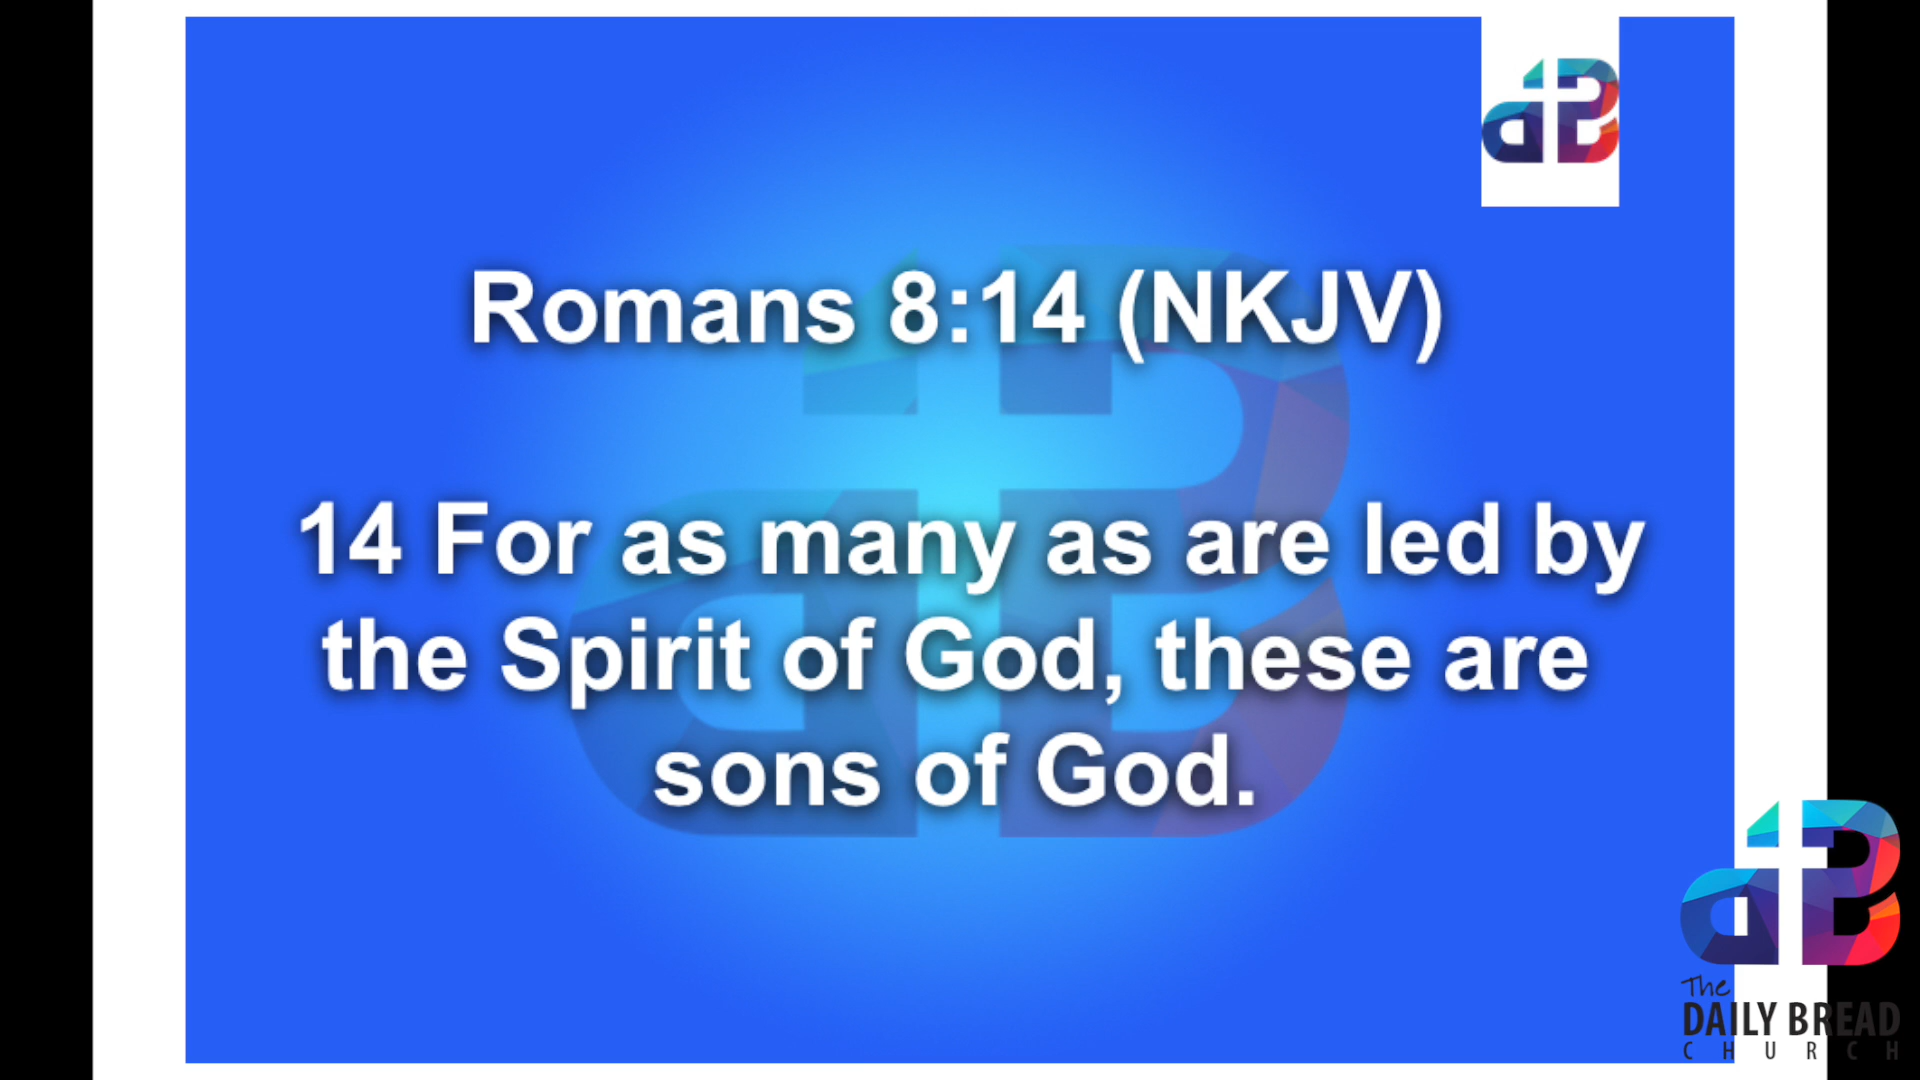 Romans 8:14 (NKJV)
14 For as many as are led by
the Spirit of God, these are
sons of God.
The
DAILY BREAD
CHURCH